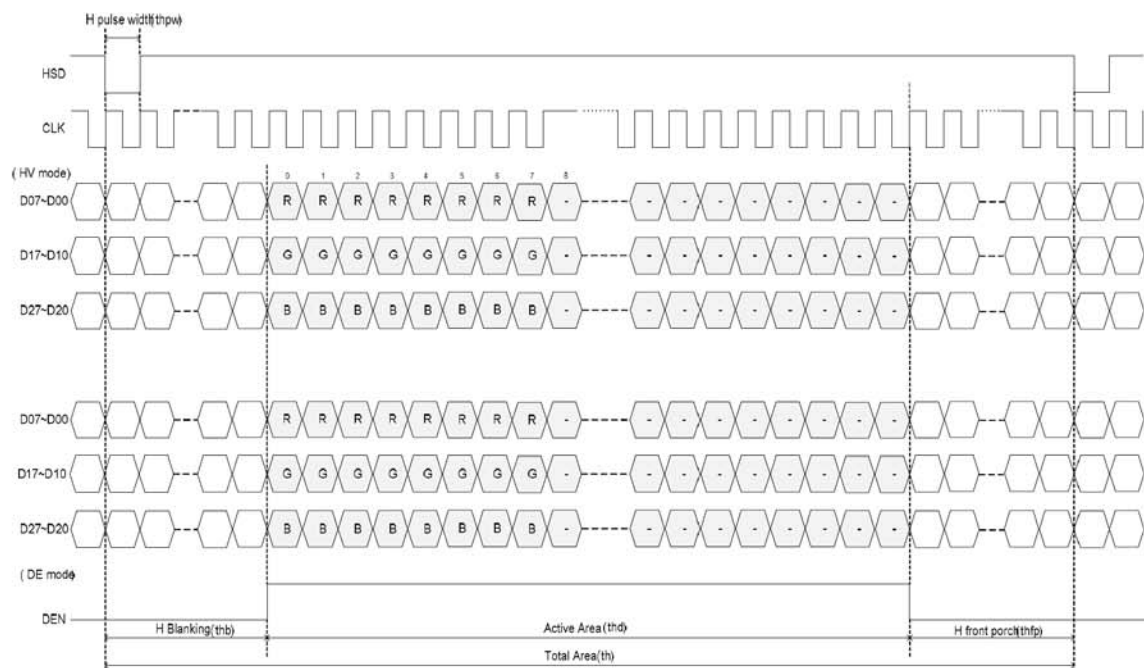 H pulse width(thpw)
HSD
CLK
( HV mode)
0 1 2 3 4 5 6 7 8
D07~D00 R R R R R R R R - - - - - - - - -
D17~D10 G G G G G G G G - - - - - - - - -
D27~D20 B B B B B B B B - - - - - - - - -
D07~D00 R R R R R R R R - - - - - - - - -
D17~D10 G G G G G G G G - - - - - - - - -
D27~D20 B B B B B B B B - - - - - - - - -
( DE mode)
DEN
H Blanking(thb) Active Area(thd) H front porch(thfp)
Total Area(th)